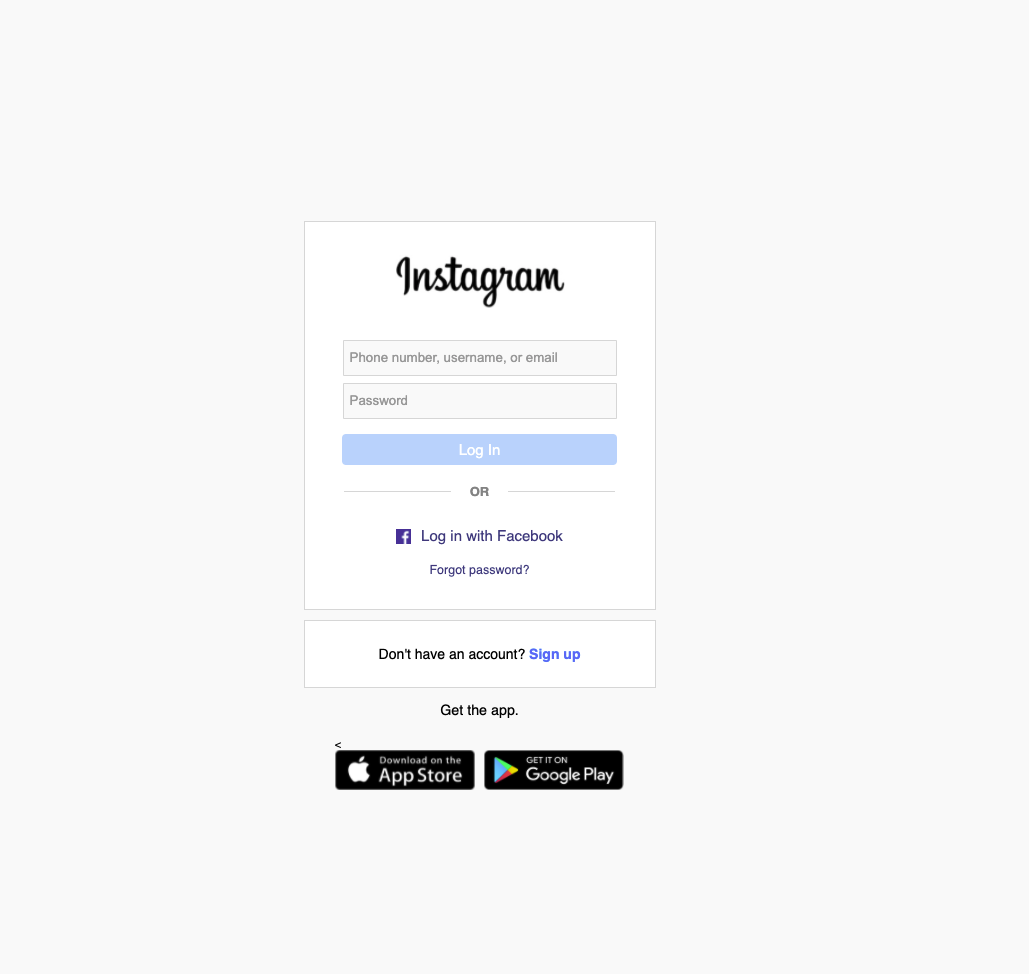 Instagram
Phone number, username, or email
Password
Log In
OR
Log in with Facebook
Forgot password?
Don't have an account? Sign up
Get the app.
<
Download on the
App Store
GET IT ON
Google Play